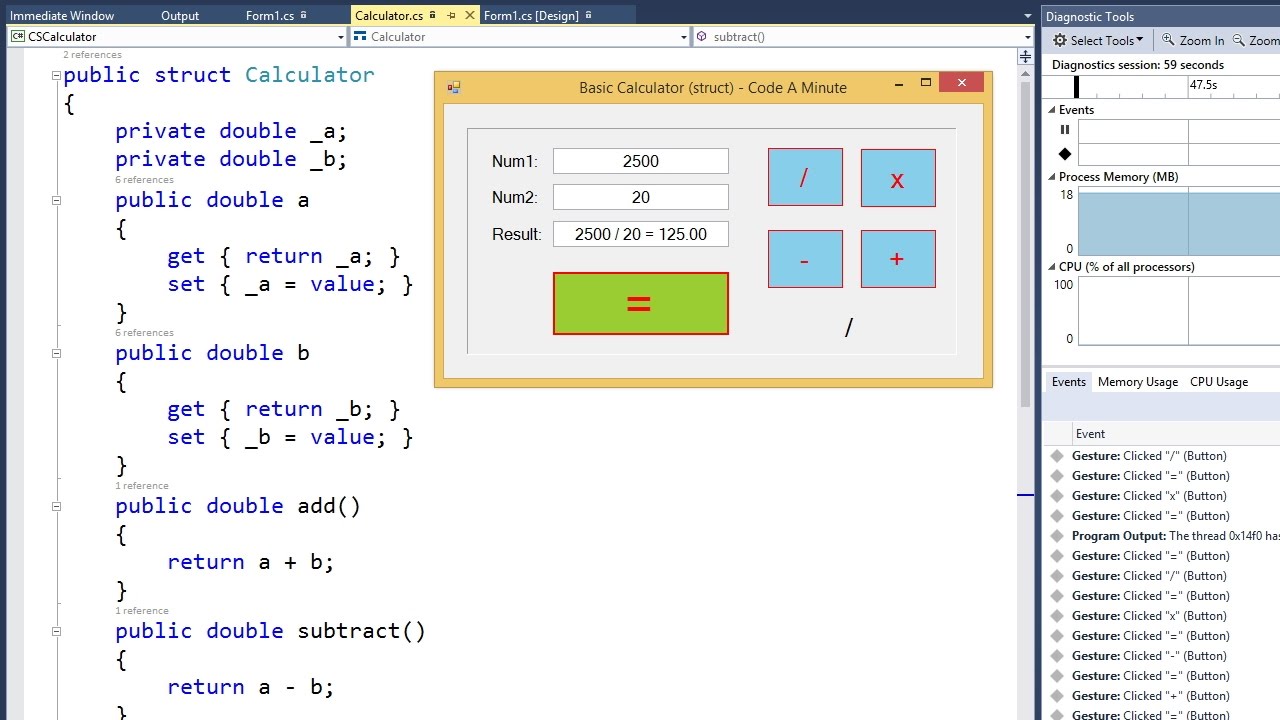 Immediate Window Output Form1.cs Calculator.cs Form1.cs [Design]
CSCalculator Calculator subtract()
2 references
public struct Calculator
{
private double _a;
private double _b;
6 references
public double a
{
get { return _a; }
set { _a = value; }
}
6 references
public double b
{
get { return _b; }
set { _b = value; }
}
1 reference
public double add()
{
return a + b;
}
1 reference
public double subtract()
{
return a - b;
}
Basic Calculator (struct) - Code A Minute
Num1: 2500
Num2: 20
Result: 2500 / 20 = 125.00
=
/ x
- +
/
Diagnostic Tools
Select Tools Zoom In Zoom
Diagnostics session: 59 seconds
47.5s
Events
Process Memory (MB)
18
0
CPU (% of all processors)
100
0
Events Memory Usage CPU Usage
Event
Gesture: Clicked "/" (Button)
Gesture: Clicked "=" (Button)
Gesture: Clicked "x" (Button)
Gesture: Clicked "=" (Button)
Program Output: The thread 0x14f0 has
Gesture: Clicked "=" (Button)
Gesture: Clicked "/" (Button)
Gesture: Clicked "=" (Button)
Gesture: Clicked "x" (Button)
Gesture: Clicked "=" (Button)
Gesture: Clicked "-" (Button)
Gesture: Clicked "=" (Button)
Gesture: Clicked "+" (Button)
Gesture: Clicked "=" (Button)